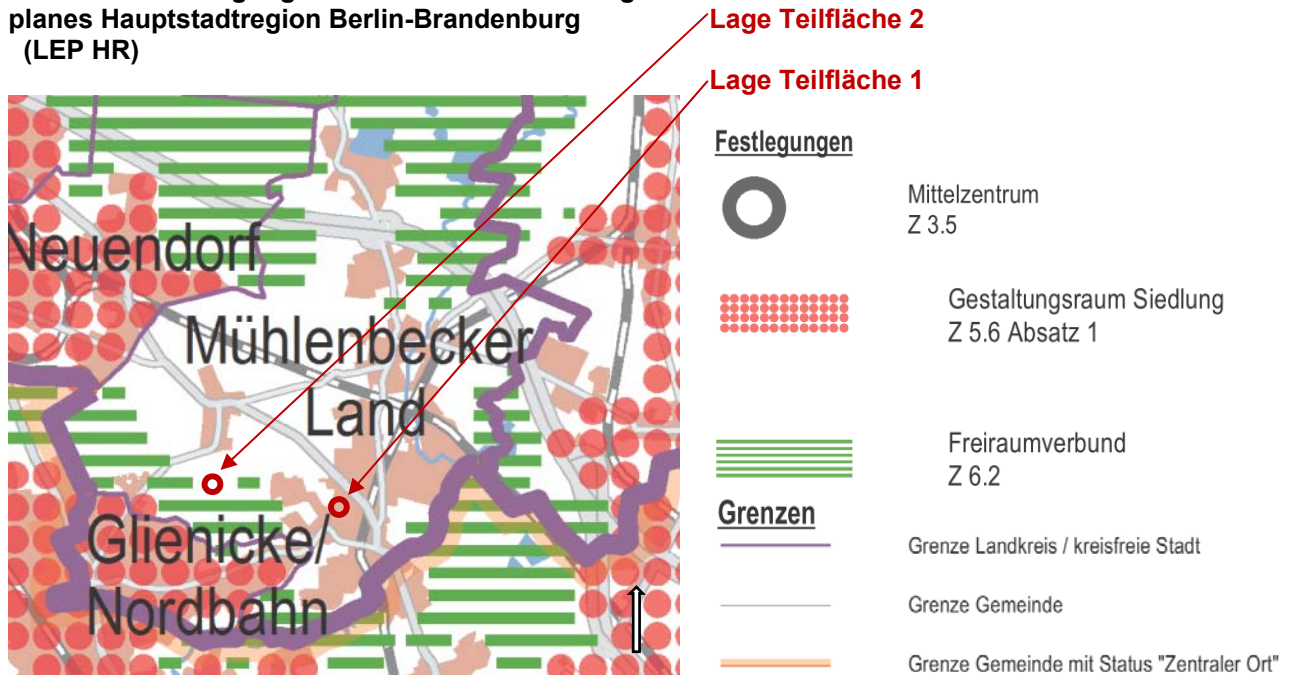 planes Hauptstadtregion Berlin-Brandenburg
(LEP HR)
Lage Teilfläche 2
Lage Teilfläche 1
Neuendorf
Mühlenbecker
Land
Glienicke/
Nordbahn
Festlegungen
Mittelzentrum
Z 3.5
Gestaltungsraum Siedlung
Z 5.6 Absatz 1
Freiraumverbund
Z 6.2
Grenzen
Grenze Landkreis / kreisfreie Stadt
Grenze Gemeinde
Grenze Gemeinde mit Status "Zentraler Ort"